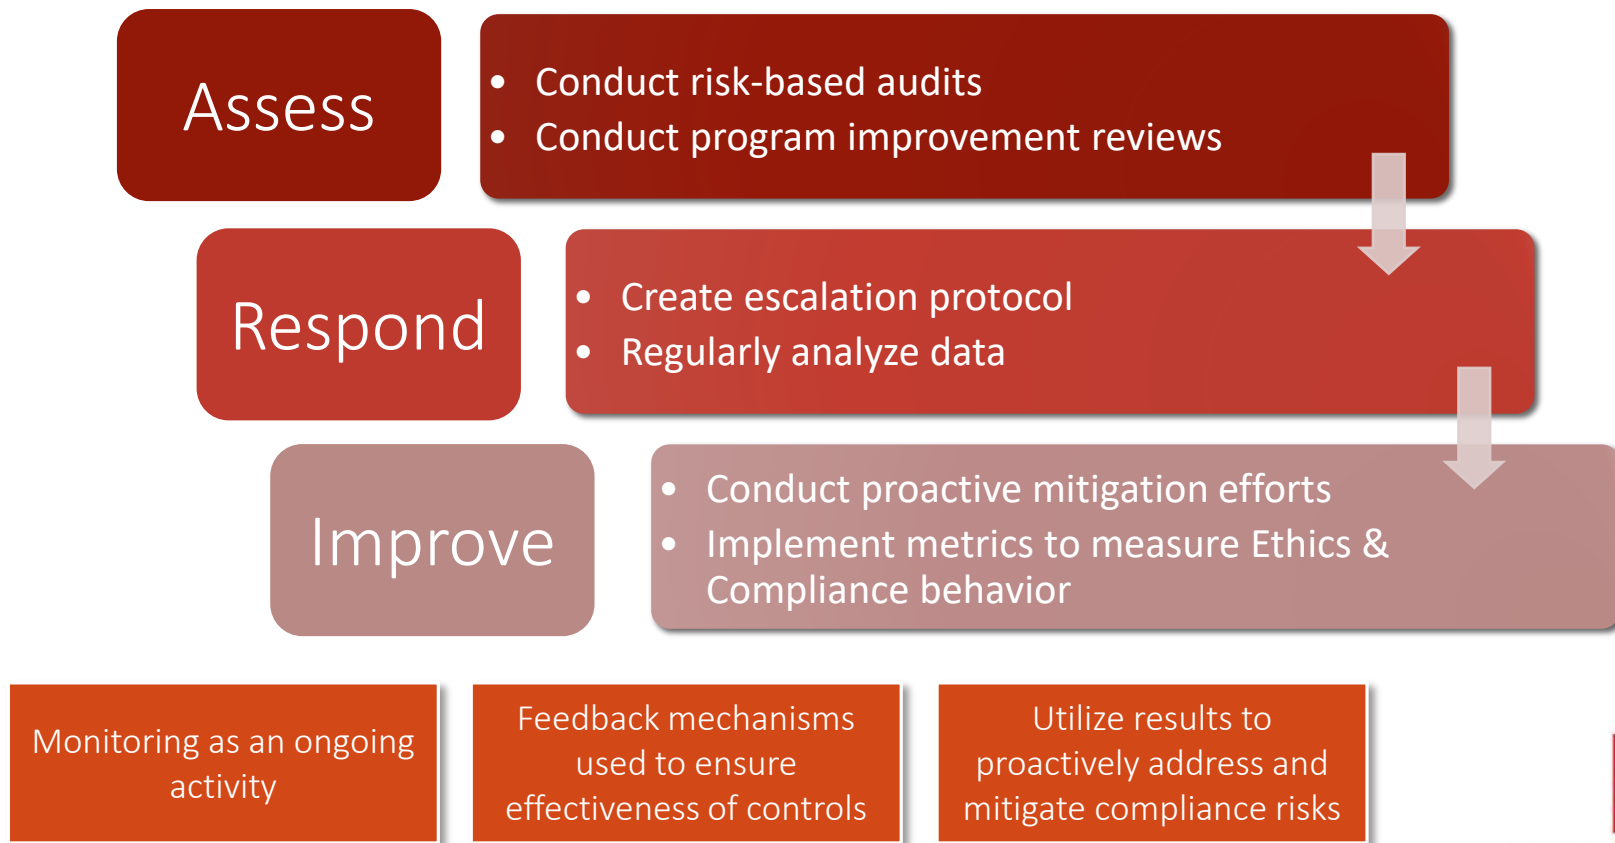 Assess
• Conduct risk-based audits
• Conduct program improvement reviews
Respond
• Create escalation protocol
• Regularly analyze data
Improve
• Conduct proactive mitigation efforts
• Implement metrics to measure Ethics &
Compliance behavior
Monitoring as an ongoing
activity
Feedback mechanisms
used to ensure
effectiveness of controls
Utilize results to
proactively address and
mitigate compliance risks